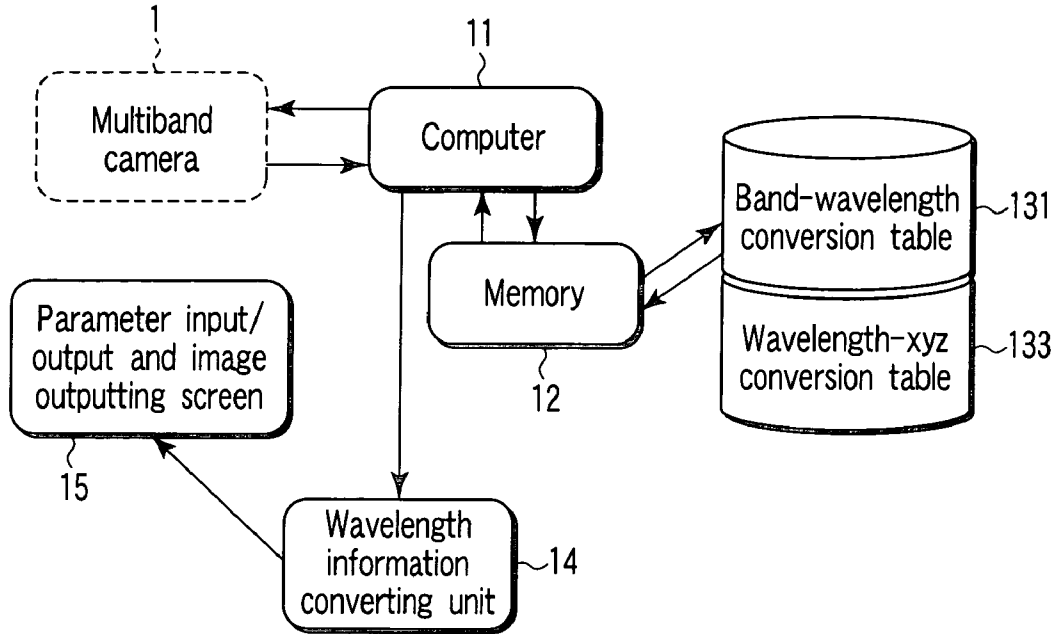 1
11
Multiband
camera
Computer
Band-wavelength
conversion table
131
Memory
12
Parameter input/
output and image
outputting screen
15
Wavelength-xyz
conversion table
133
Wavelength
information
converting unit
14